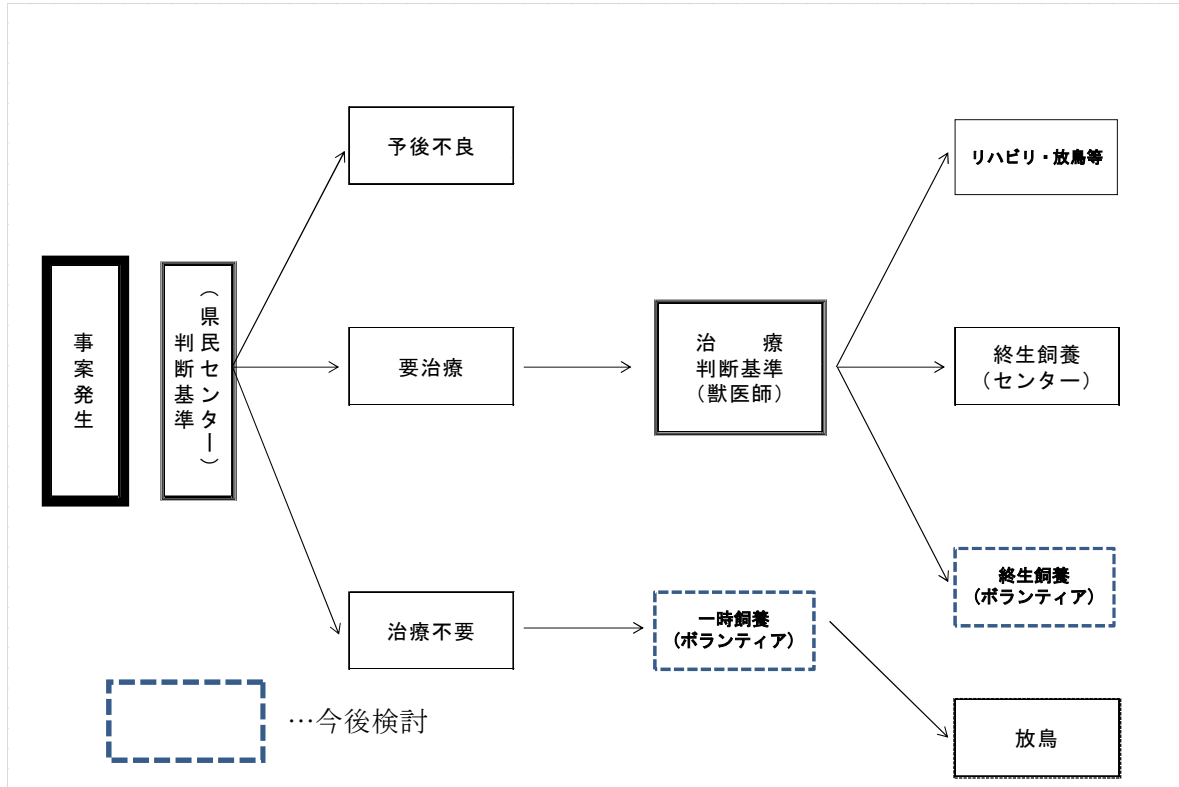 事案発生
（県民センター）
判断基準
予後不良
要治療
治療不要
治　療
判断基準
（獣医師）
一時飼養
（ボランティア）
リハビリ・放鳥等
終生飼養
（センター）
終生飼養
（ボランティア）
放鳥
…今後検討